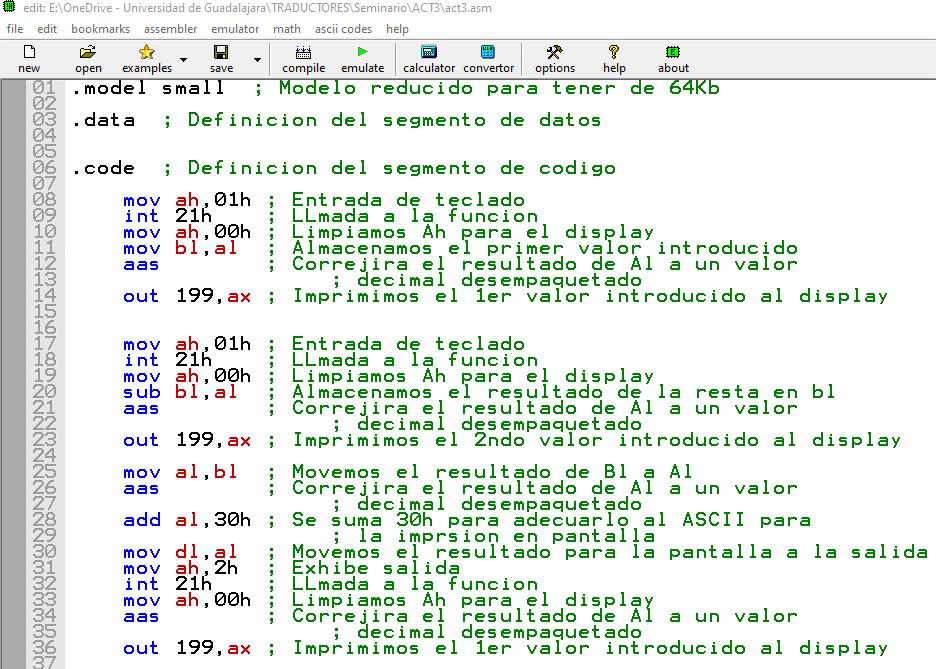 edit: E:\OneDrive - Universidad de Guadalajara\TRADUCTORES\Seminario\ACT3\act3.asm
file edit bookmarks assembler emulator math ascii codes help
new open examples save compile emulate calculator convertor options help about
01 .model small ; Modelo reducido para tener de 64Kb
02
03 .data ; Definicion del segmento de datos
04
05
06 .code ; Definicion del segmento de codigo
07
08 mov ah,01h ; Entrada de teclado
09 int 21h ; LLmada a la funcion
10 mov ah,00h ; Limpiamos Ah para el display
11 mov bl,al ; Almacenamos el primer valor introducido
12 aas ; Correjira el resultado de Al a un valor
13 ; decimal desempaquetado
14 out 199,ax ; Imprimimos el 1er valor introducido al display
15
16
17 mov ah,01h ; Entrada de teclado
18 int 21h ; LLmada a la funcion
19 mov ah,00h ; Limpiamos Ah para el display
20 sub bl,al ; Almacenamos el resultado de la resta en bl
21 aas ; Correjira el resultado de Al a un valor
22 ; decimal desempaquetado
23 out 199,ax ; Imprimimos el 2ndo valor introducido al display
24
25 mov al,bl ; Movemos el resultado de Bl a Al
26 aas ; Correjira el resultado de Al a un valor
27 ; decimal desempaquetado
28 add al,30h ; Se suma 30h para adecuarlo al ASCII para
29 ; la imprsion en pantalla
30 mov dl,al ; Movemos el resultado para la pantalla a la salida
31 mov ah,2h ; Exhibe salida
32 int 21h ; LLmada a la funcion
33 mov ah,00h ; Limpiamos Ah para el display
34 aas ; Correjira el resultado de Al a un valor
35 ; decimal desempaquetado
36 out 199,ax ; Imprimimos el 1er valor introducido al display
37